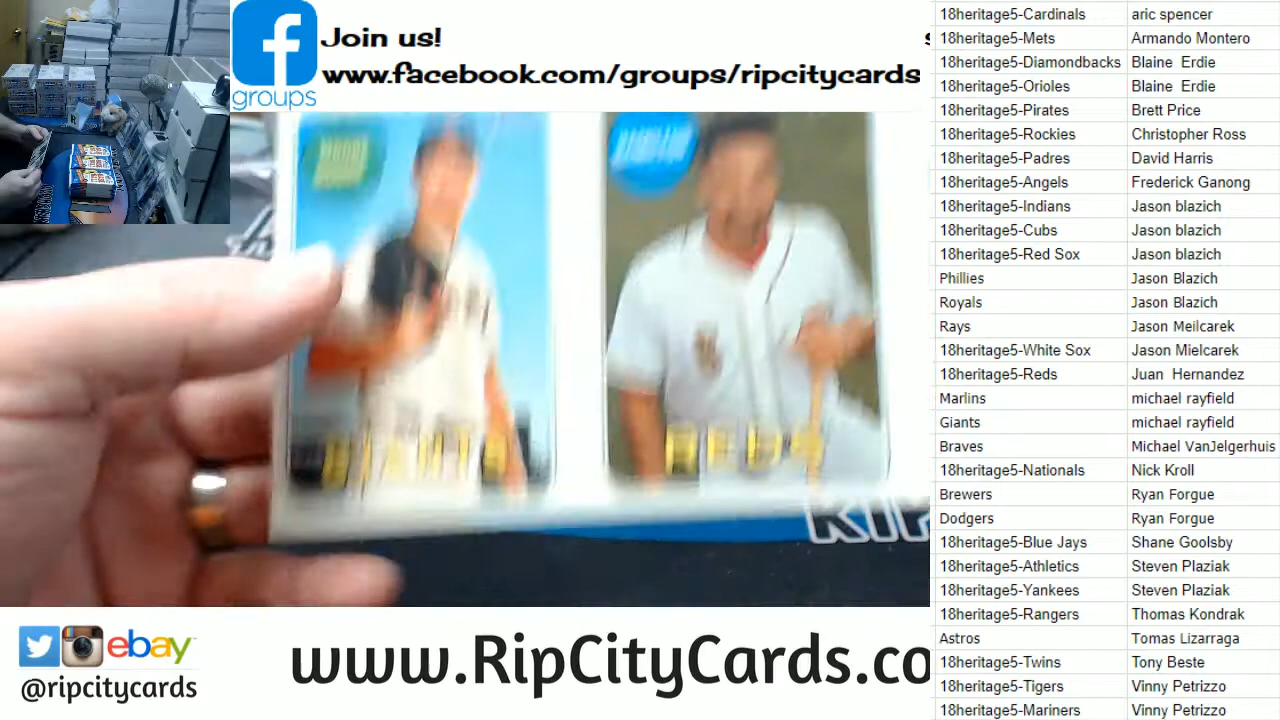 groups
Join us!
www.facebook.com/groups/ripcitycards
GIANTS
REDS
RIP
ebay
@ripcitycards
www.RipCityCards.co
18heritage5-Cardinals aric spencer
18heritage5-Mets Armando Montero
18heritage5-Diamondbacks Blaine Erdie
18heritage5-Orioles Blaine Erdie
18heritage5-Pirates Brett Price
18heritage5-Rockies Christopher Ross
18heritage5-Padres David Harris
18heritage5-Angels Frederick Ganong
18heritage5-Indians Jason blazich
18heritage5-Cubs Jason blazich
18heritage5-Red Sox Jason blazich
Phillies Jason Blazich
Royals Jason Blazich
Rays Jason Meilcarek
18heritage5-White Sox Jason Mielcarek
18heritage5-Reds Juan Hernandez
Marlins michael rayfield
Giants michael rayfield
Braves Michael VanJelgerhuis
18heritage5-Nationals Nick Kroll
Brewers Ryan Forgue
Dodgers Ryan Forgue
18heritage5-Blue Jays Shane Goolsby
18heritage5-Athletics Steven Plaziak
18heritage5-Yankees Steven Plaziak
18heritage5-Rangers Thomas Kondrak
Astros Tomas Lizarraga
18heritage5-Twins Tony Beste
18heritage5-Tigers Vinny Petrizzo
18heritage5-Mariners Vinny Petrizzo